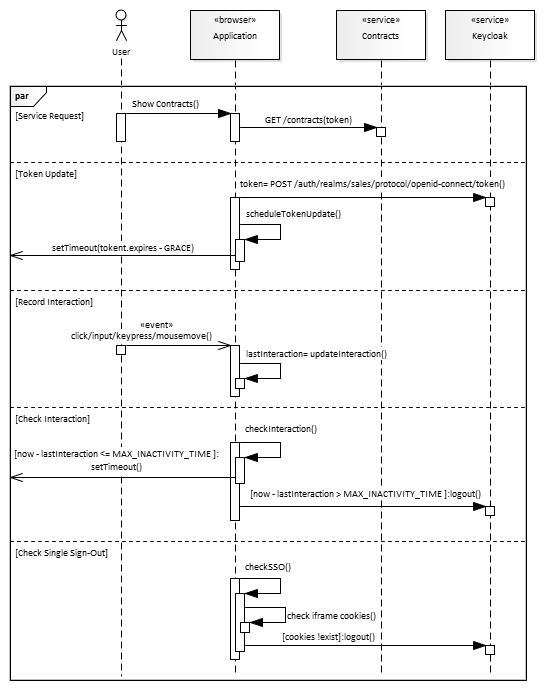 «browser» «service» «service»
User Application Contracts Keycloak
par
Show Contracts()
[Service Request]
GET /contracts(token)
[Token Update]
token= POST /auth/realms/sales/protocol/openid-connect/token()
scheduleTokenUpdate()
setTimeout(tokent.expires - GRACE)
[Record Interaction]
«event»
click/input/keypress/mousemove()
lastInteraction= updateInteraction()
[Check Interaction]
checkInteraction()
[now - lastInteraction <= MAX_INACTIVITY_TIME ]:
setTimeout()
[now - lastInteraction > MAX_INACTIVITY_TIME ]:logout()
[Check Single Sign-Out]
checkSSO()
check iframe cookies()
[cookies !exist]:logout()